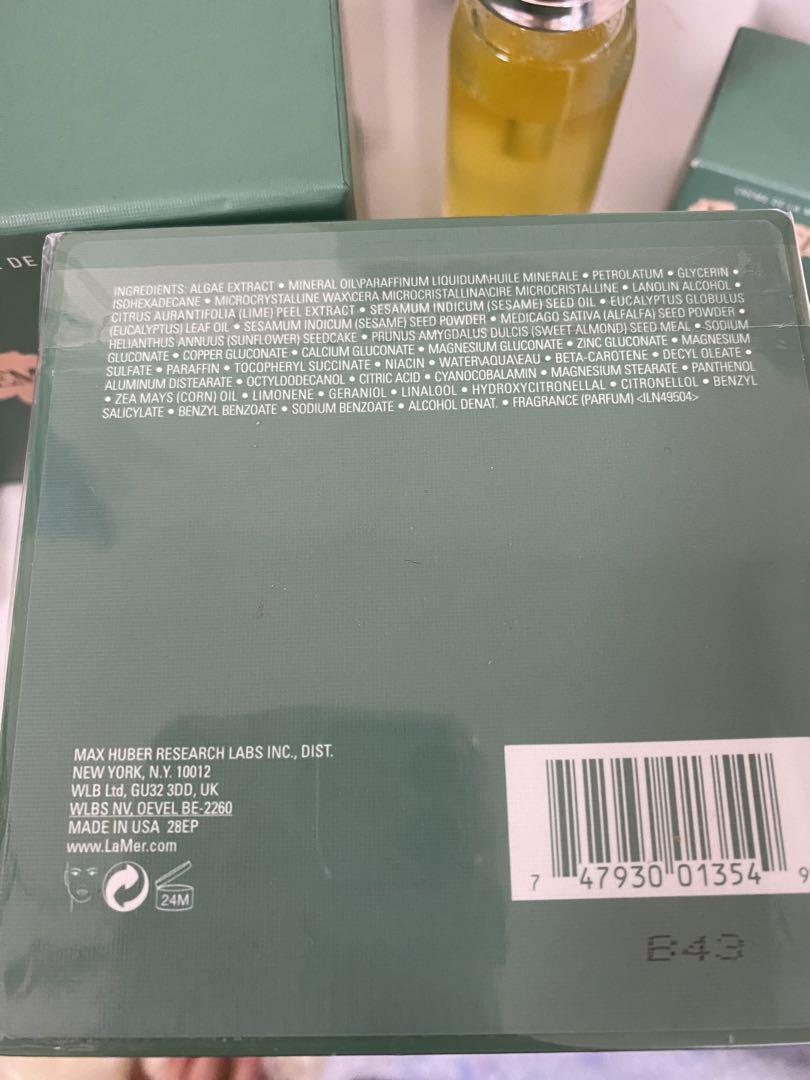 INGREDIENTS: ALGAE EXTRACT • MINERAL OIL\PARAFFINUM LIQUIDUM\HUILE MINERALE • PETROLATUM • GLYCERIN •
ISOHEXADECANE • MICROCRYSTALLINE WAX\CERA MICROCRISTALLINA\CIRE MICROCRISTALLINE • LANOLIN ALCOHOL •
CITRUS AURANTIFOLIA (LIME) PEEL EXTRACT • SESAMUM INDICUM (SESAME) SEED OIL • EUCALYPTUS GLOBULUS
(EUCALYPTUS) LEAF OIL • SESAMUM INDICUM (SESAME) SEED POWDER • MEDICAGO SATIVA (ALFALFA) SEED POWDER •
HELIANTHUS ANNUUS (SUNFLOWER) SEEDCAKE • PRUNUS AMYGDALUS DULCIS (SWEET ALMOND) SEED MEAL • SODIUM
GLUCONATE • COPPER GLUCONATE • CALCIUM GLUCONATE • MAGNESIUM GLUCONATE • ZINC GLUCONATE • MAGNESIUM
SULFATE • PARAFFIN • TOCOPHERYL SUCCINATE • NIACIN • WATER\AQUA\EAU • BETA-CAROTENE • DECYL OLEATE •
ALUMINUM DISTEARATE • OCTYLDODECANOL • CITRIC ACID • CYANOCOBALAMIN • MAGNESIUM STEARATE • PANTHENOL
• ZEA MAYS (CORN) OIL • LIMONENE • GERANIOL • LINALOOL • HYDROXYCITRONELLAL • CITRONELLOL • BENZYL
SALICYLATE • BENZYL BENZOATE • SODIUM BENZOATE • ALCOHOL DENAT. • FRAGRANCE (PARFUM) <ILN49504>
DE
MAX HUBER RESEARCH LABS INC., DIST.
NEW YORK, N.Y. 10012
WLB Ltd, GU32 3DD, UK
WLBS NV, OEVEL BE-2260
MADE IN USA 28EP
www.LaMer.com
24M
7 47930 01354 9
B43